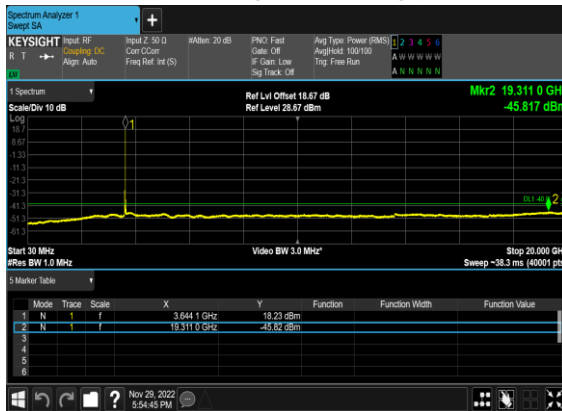 Spectrum Analyzer 1
Swept SA
KEYSIGHT Input: RF Input Z: 50 Ω #Atten: 20 dB PNO: Fast Avg Type: Power (RMS) 1 2 3 4 5 6
R T Coupling: DC Corr CCorr Gate: Off Avg|Hold: 100/100 A W W W W W
Align: Auto Freq Ref: Int (S) IF Gain: Low Trig: Free Run
Sig Track: Off A N N N N N
1 Spectrum Ref Lvl Offset 18.67 dB Mkr2 19.311 0 GH
Scale/Div 10 dB Ref Level 28.67 dBm -45.817 dBm
Log
18.7 1
8.67
-1.33
-11.3
-21.3
-31.3
-41.3 2
-51.3
-61.3
Start 30 MHz Video BW 3.0 MHz* Stop 20.000 GH
#Res BW 1.0 MHz Sweep ~38.3 ms (40001 pts
5 Marker Table
Mode Trace Scale X Y Function Function Width Function Value
1 N 1 f 3.644 1 GHz 18.23 dBm
2 N 1 f 19.311 0 GHz -45.82 dBm
3
4
5
6
? Nov 29, 2022
5:54:45 PM